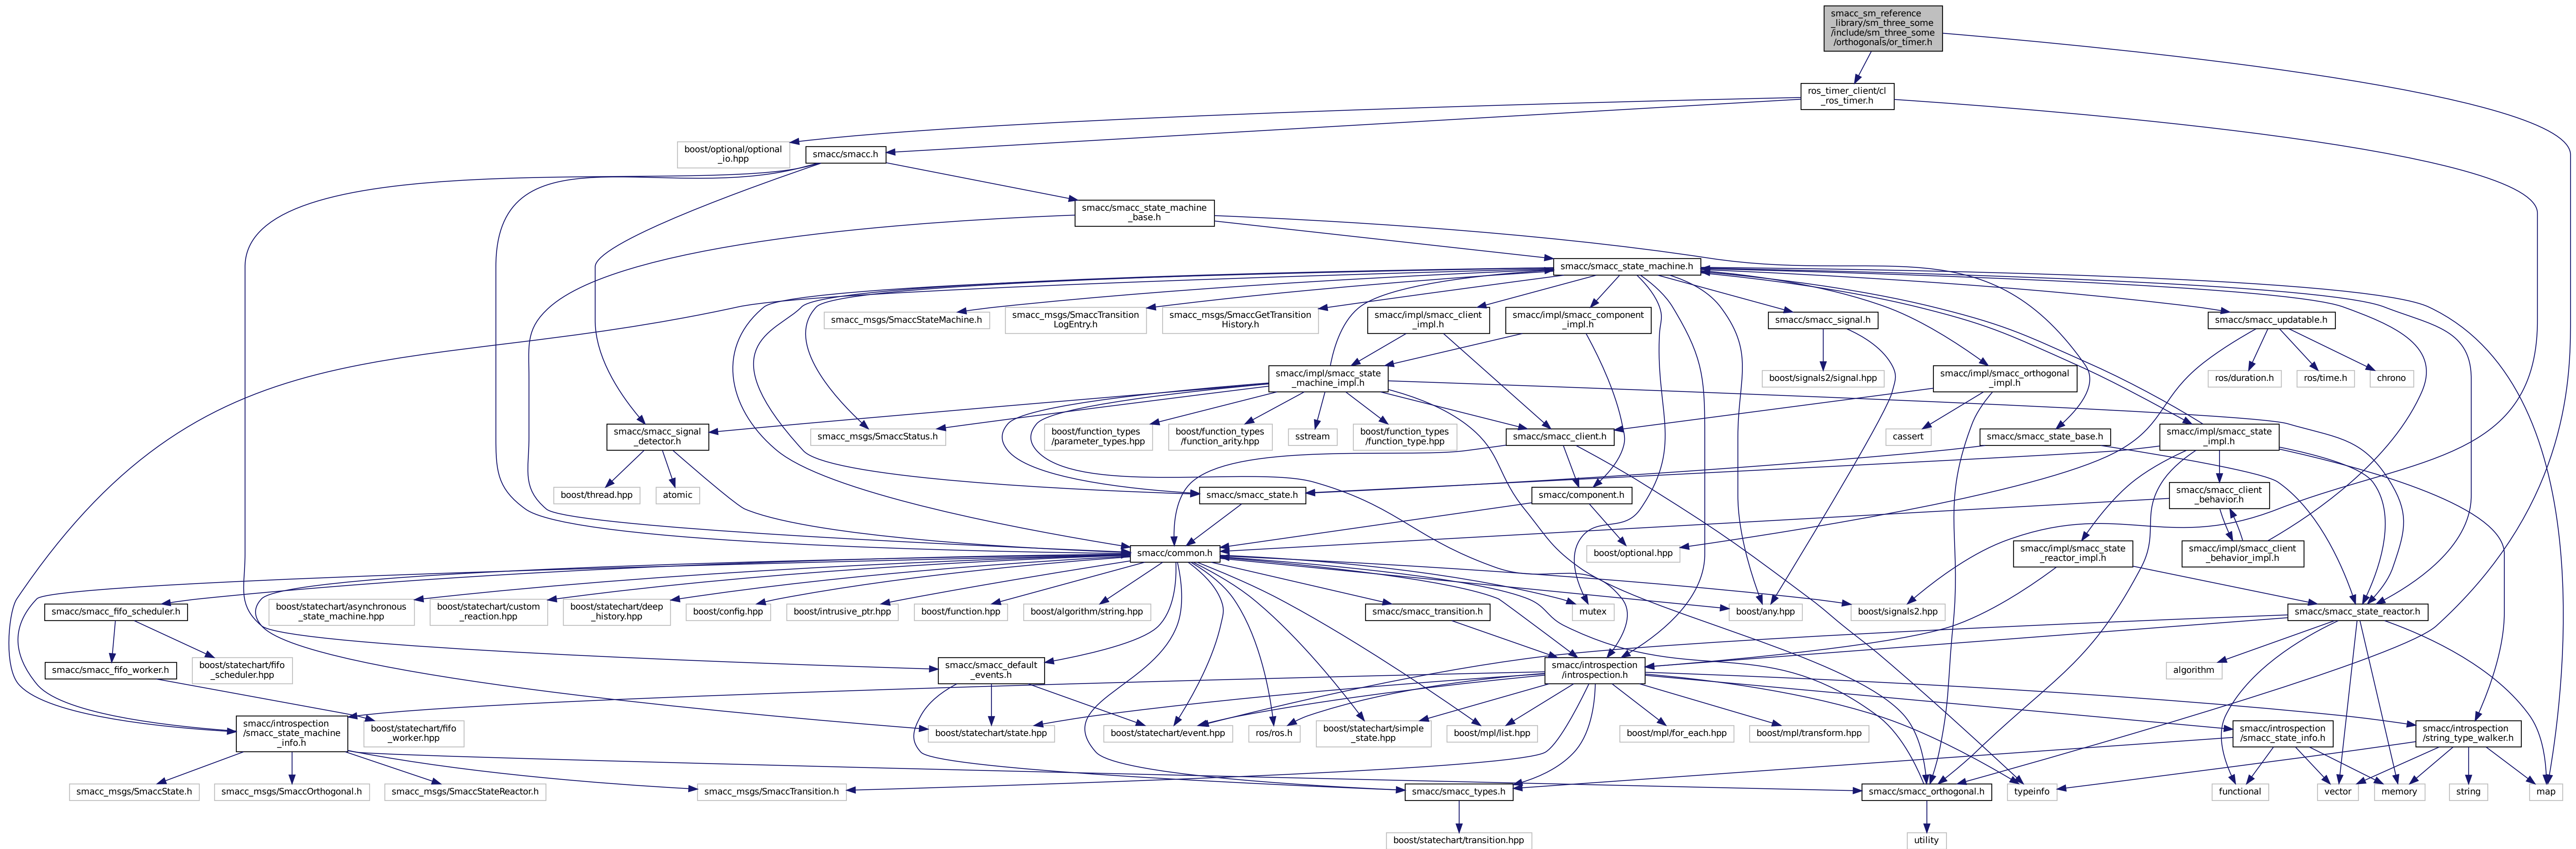 smacc_sm_reference
_library/sm_three_some
/include/sm_three_some
/orthogonals/or_timer.h
ros_timer_client/cl
_ros_timer.h
boost/optional/optional
_io.hpp
smacc/smacc.h
smacc/smacc_state_machine
_base.h
smacc/smacc_state_machine.h
smacc_msgs/SmaccStateMachine.h
smacc_msgs/SmaccTransition
LogEntry.h
smacc_msgs/SmaccGetTransition
History.h
smacc/impl/smacc_client
_impl.h
smacc/impl/smacc_component
_impl.h
smacc/smacc_signal.h
smacc/smacc_updatable.h
smacc/impl/smacc_state
_machine_impl.h
boost/signals2/signal.hpp
smacc/impl/smacc_orthogonal
_impl.h
ros/duration.h
ros/time.h
chrono
smacc/smacc_signal
_detector.h
smacc_msgs/SmaccStatus.h
boost/function_types
/parameter_types.hpp
boost/function_types
/function_arity.hpp
sstream
boost/function_types
/function_type.hpp
smacc/smacc_client.h
cassert
smacc/smacc_state_base.h
smacc/impl/smacc_state
_impl.h
boost/thread.hpp
atomic
smacc/smacc_state.h
smacc/component.h
smacc/smacc_client
_behavior.h
smacc/common.h
boost/optional.hpp
smacc/impl/smacc_state
_reactor_impl.h
smacc/impl/smacc_client
_behavior_impl.h
smacc/smacc_fifo_scheduler.h
boost/statechart/asynchronous
_state_machine.hpp
boost/statechart/custom
_reaction.hpp
boost/statechart/deep
_history.hpp
boost/config.hpp
boost/intrusive_ptr.hpp
boost/function.hpp
boost/algorithm/string.hpp
mutex
smacc/smacc_transition.h
boost/any.hpp
boost/signals2.hpp
smacc/smacc_state_reactor.h
smacc/smacc_fifo_worker.h
boost/statechart/fifo
_scheduler.hpp
smacc/smacc_default
_events.h
smacc/introspection
/introspection.h
algorithm
smacc/introspection
/smacc_state_machine
_info.h
boost/statechart/fifo
_worker.hpp
boost/statechart/state.hpp
boost/statechart/event.hpp
ros/ros.h
boost/statechart/simple
_state.hpp
boost/mpl/list.hpp
boost/mpl/for_each.hpp
boost/mpl/transform.hpp
smacc/introspection
/smacc_state_info.h
smacc/introspection
/string_type_walker.h
smacc_msgs/SmaccState.h
smacc_msgs/SmaccOrthogonal.h
smacc_msgs/SmaccStateReactor.h
smacc_msgs/SmaccTransition.h
smacc/smacc_types.h
smacc/smacc_orthogonal.h
typeinfo
functional
vector
memory
string
map
boost/statechart/transition.hpp
utility